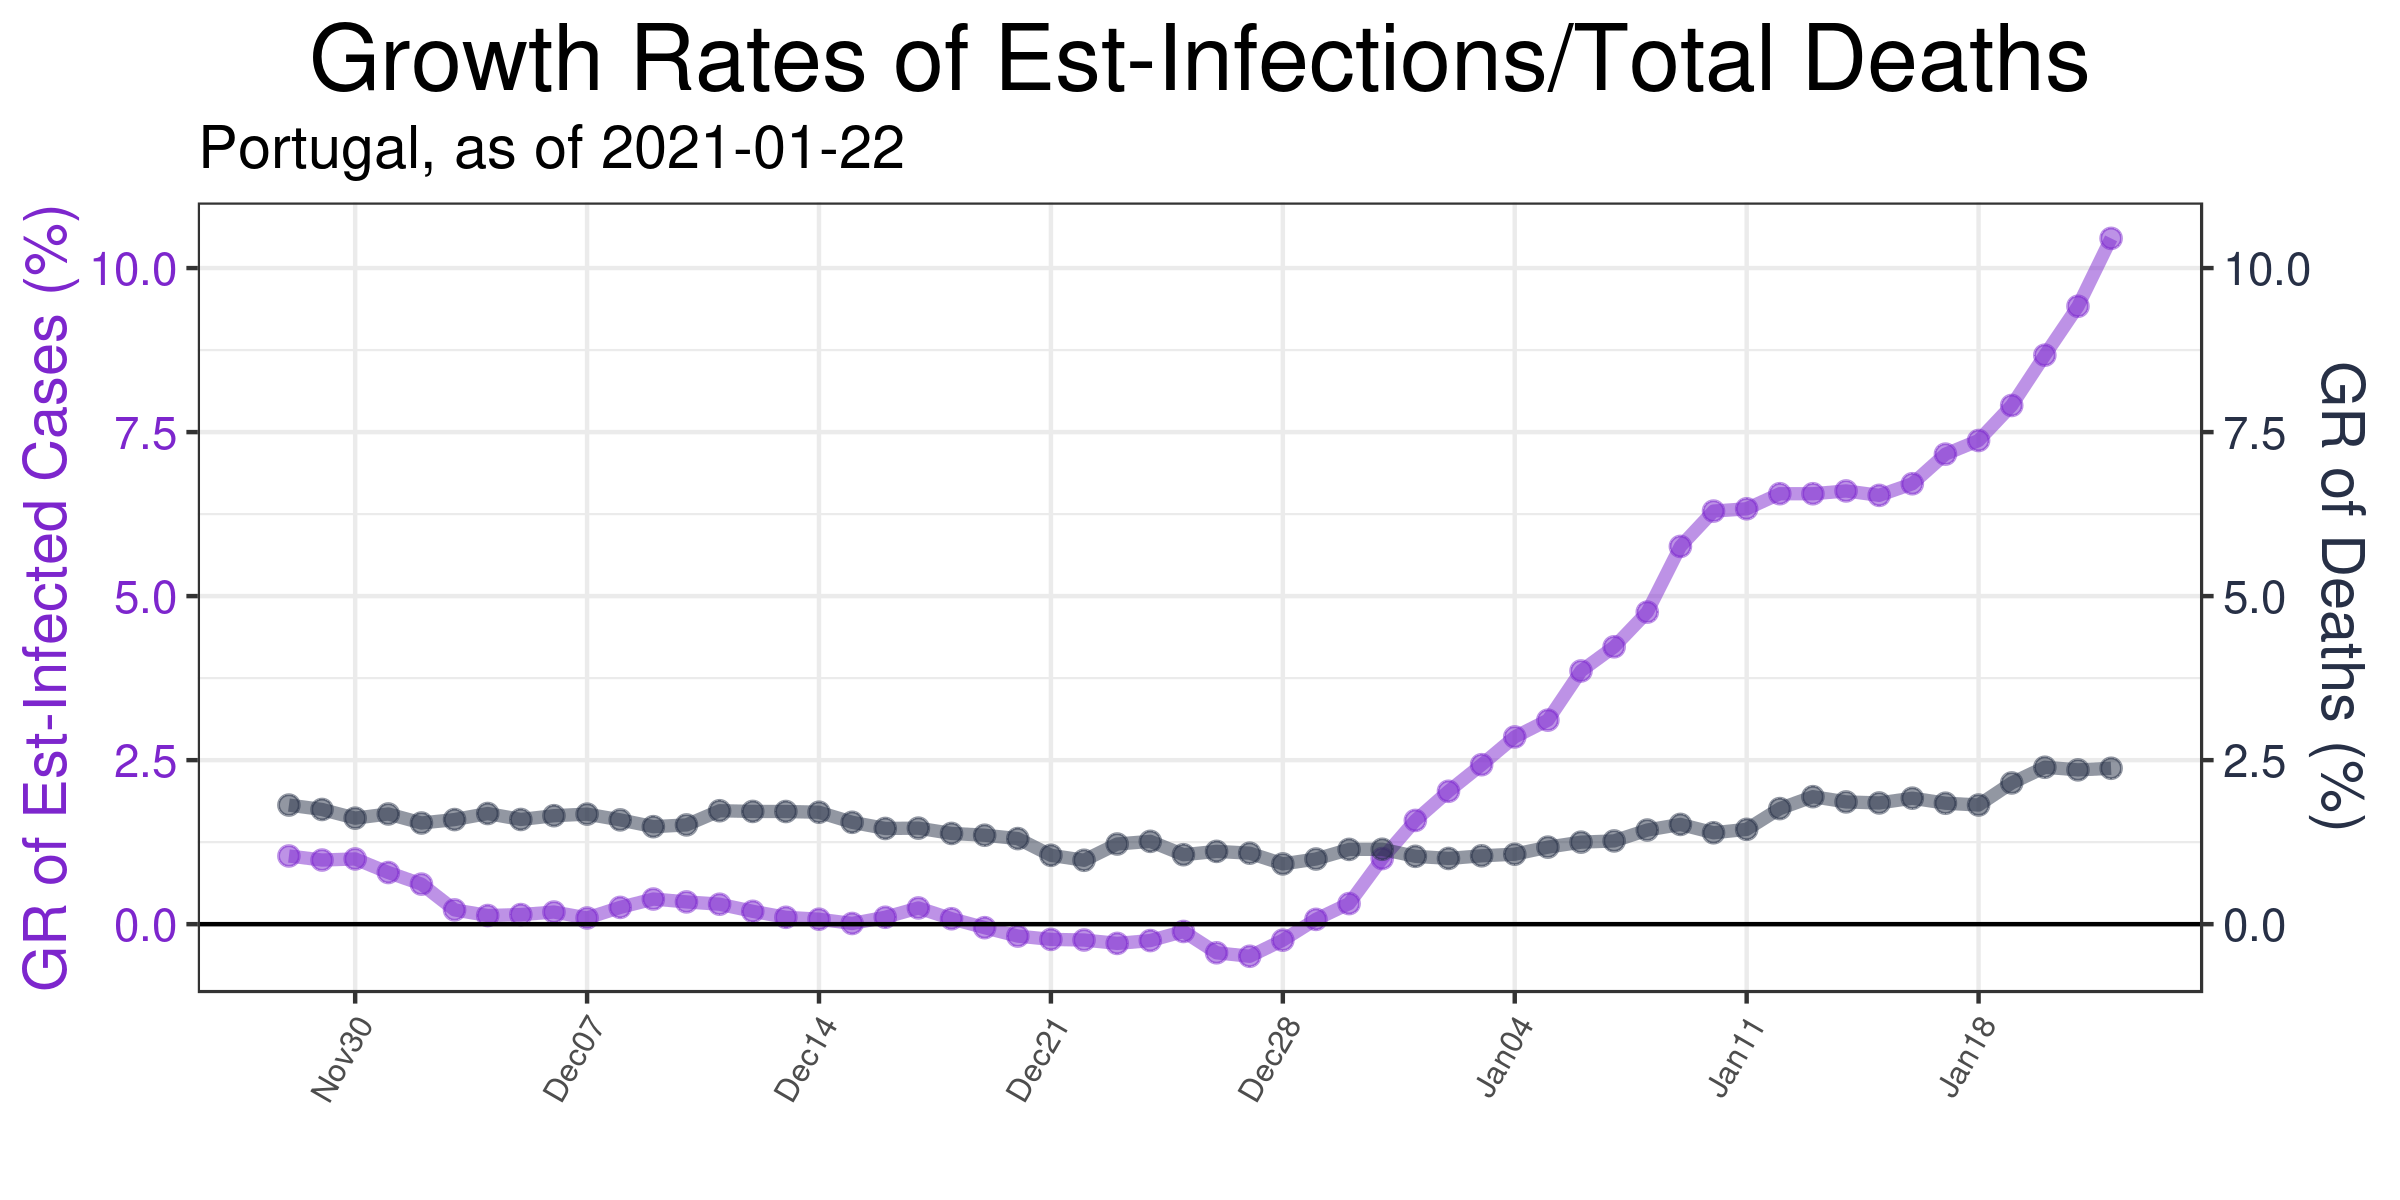 Growth Rates of Est-Infections/Total Deaths
Portugal, as of 2021-01-22
GR of Est-Infected Cases (%)
10.0
7.5
5.0
2.5
0.0
10.0
7.5
5.0
2.5
0.0
GR of Deaths (%)
Nov30
Dec07
Dec14
Dec21
Dec28
Jan04
Jan11
Jan18